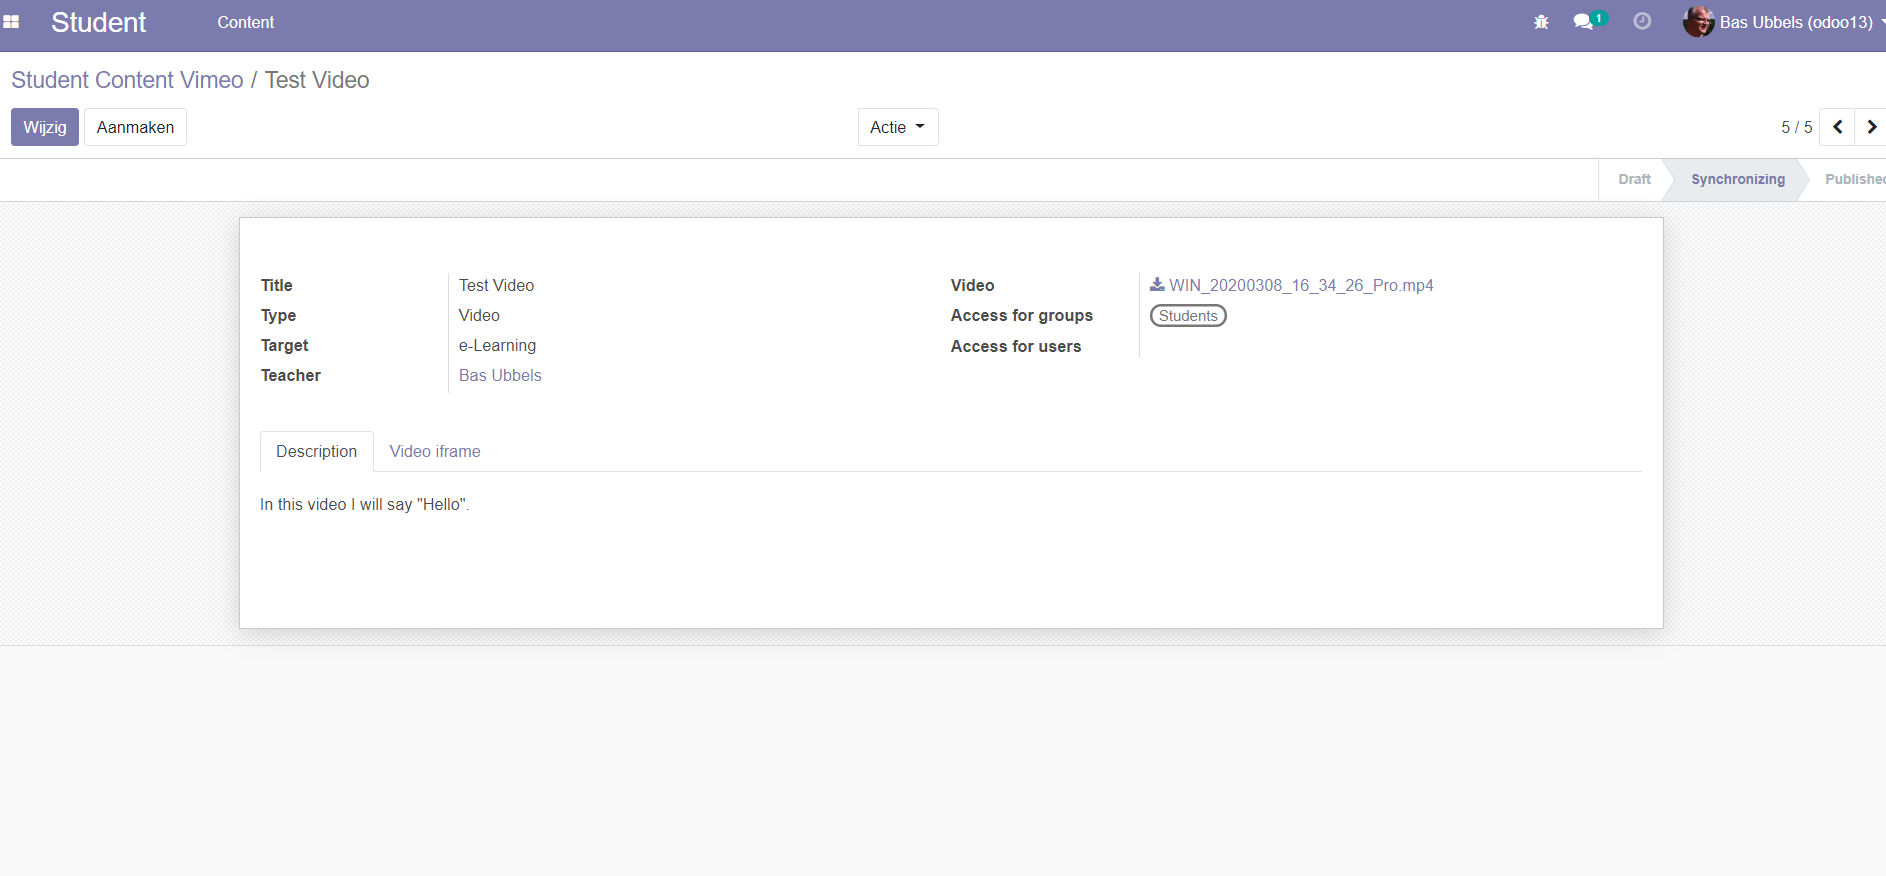 Student Content 1 Bas Ubbels (odoo13)
Student Content Vimeo / Test Video
Wijzig Aanmaken Actie 5 / 5
Draft Synchronizing Published
Title Test Video Video WIN_20200308_16_34_26_Pro.mp4
Type Video Access for groups Students
Target e-Learning Access for users
Teacher Bas Ubbels
Description Video iframe
In this video I will say "Hello".